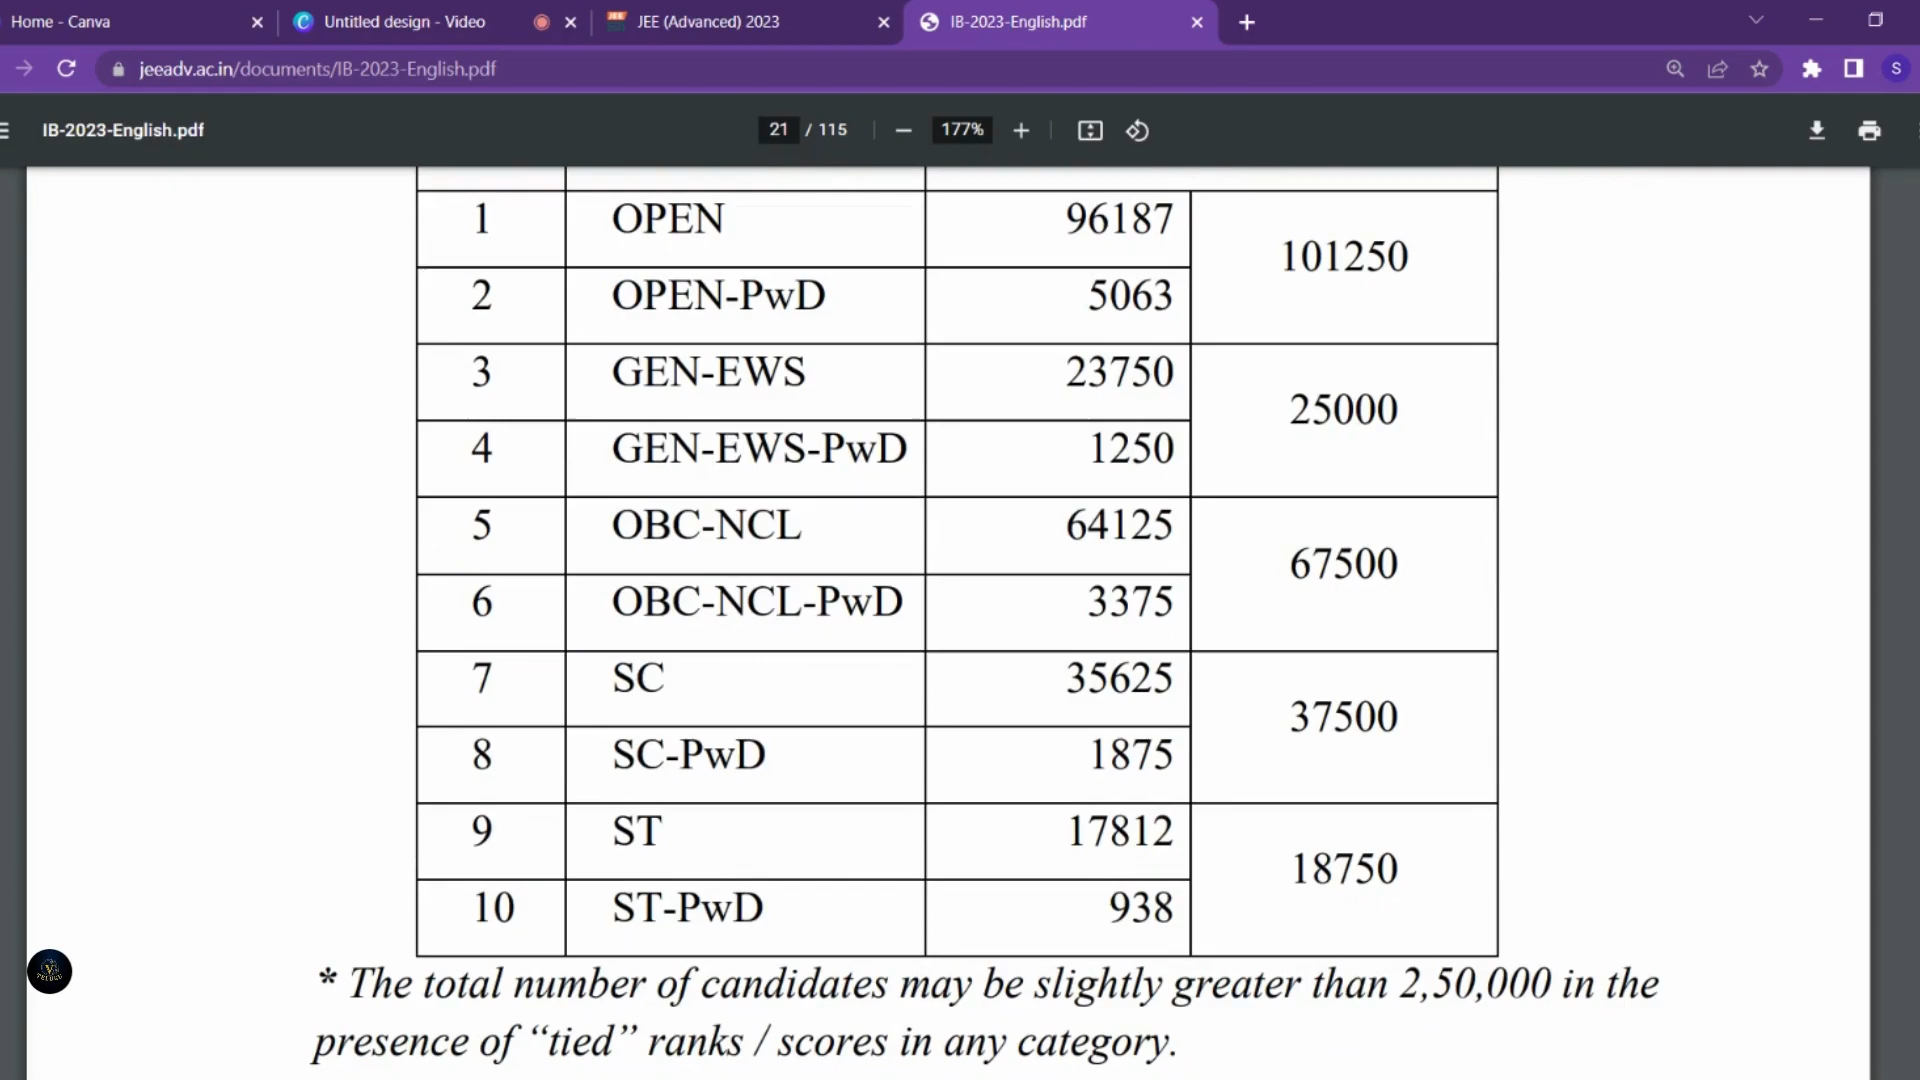 Home - Canva
Untitled design - Video
JEE (Advanced) 2023
IB-2023-English.pdf
jeeadv.ac.in/documents/IB-2023-English.pdf
S
IB-2023-English.pdf
21 / 115
177%
1 OPEN 96187 101250
2 OPEN-PwD 5063
3 GEN-EWS 23750 25000
4 GEN-EWS-PwD 1250
5 OBC-NCL 64125 67500
6 OBC-NCL-PwD 3375
7 SC 35625 37500
8 SC-PwD 1875
9 ST 17812 18750
10 ST-PwD 938
* The total number of candidates may be slightly greater than 2,50,000 in the
presence of “tied” ranks / scores in any category.